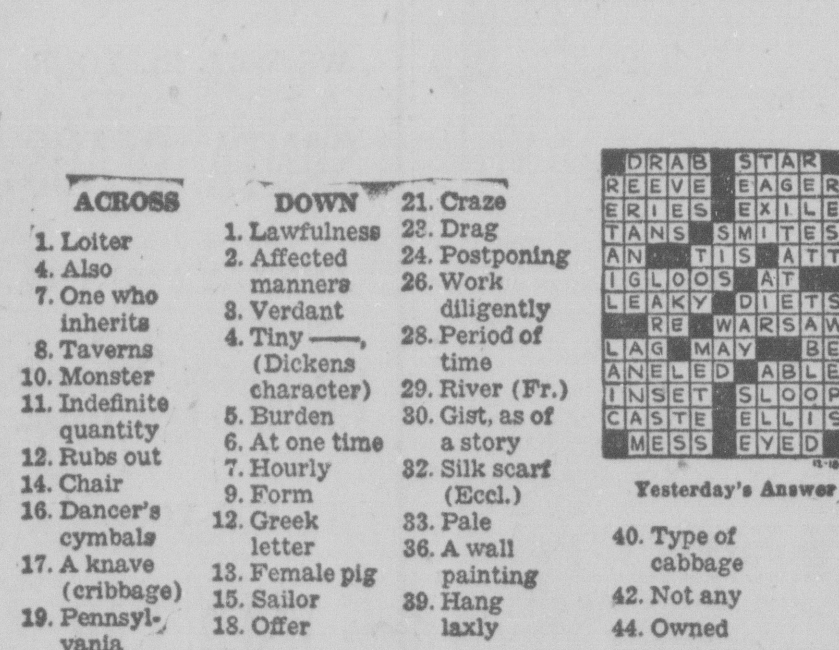 ACROSS
1. Loiter
4. Also
7. One who
inherits
8. Taverns
10. Monster
11. Indefinite
quantity
12. Rubs out
14. Chair
16. Dancer's
cymbals
17. A knave
(cribbage)
19. Pennsyl-
vania
DOWN
1. Lawfulness
2. Affected
manners
3. Verdant
4. Tiny ——,
(Dickens
character)
5. Burden
6. At one time
7. Hourly
9. Form
12. Greek
letter
13. Female pig
15. Sailor
18. Offer
21. Craze
23. Drag
24. Postponing
26. Work
diligently
28. Period of
time
29. River (Fr.)
30. Gist, as of
a story
32. Silk scarf
(Eccl.)
33. Pale
36. A wall
painting
39. Hang
laxly
DRAB STAR
REEVE EAGER
ERIES EXILE
TANS SMITES
AN TIS ATT
IGLOOS AT
LEAKY DIETS
RE WARSAW
LAG MAY BE
ANELED ABLE
INSET SLOOP
CASTE ELLIS
MESS EYED
Yesterday's Answer
40. Type of
cabbage
42. Not any
44. Owned